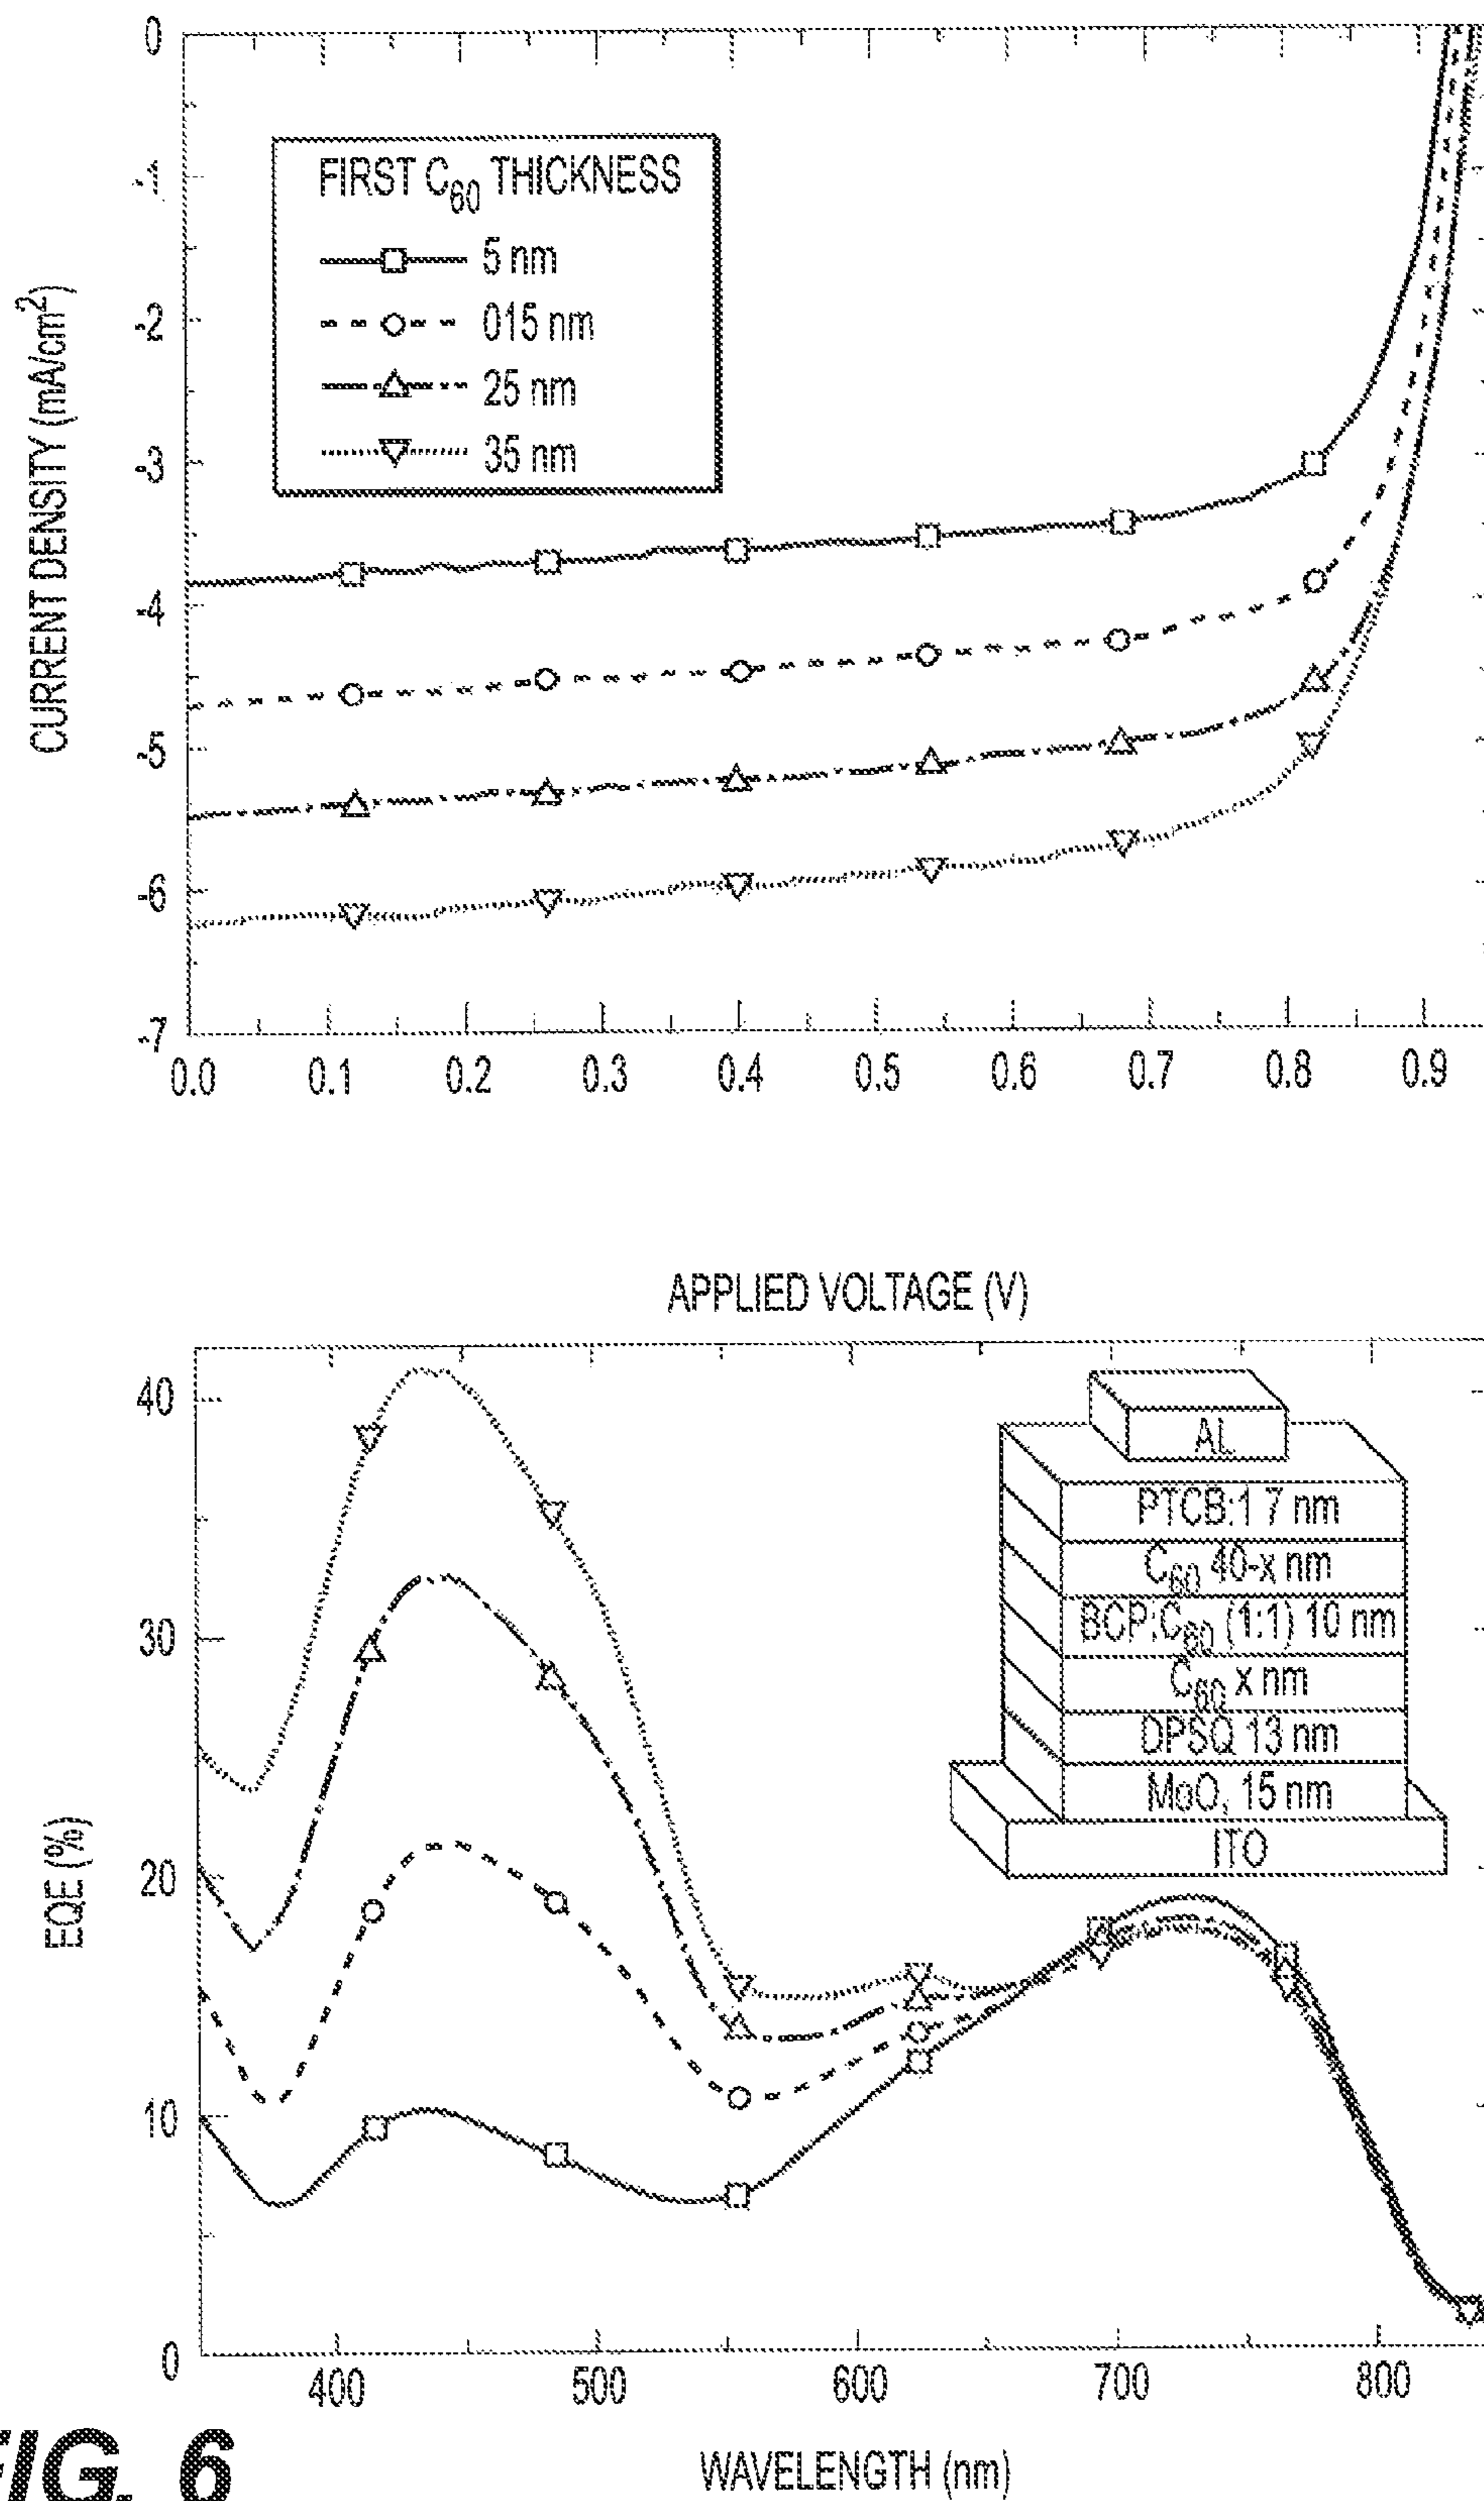 0
-1
-2
-3
-4
-5
-6
-7
CURRENT DENSITY (mA/cm²)
FIRST C60 THICKNESS
5 nm
015 nm
25 nm
35 nm
0.0 0.1 0.2 0.3 0.4 0.5 0.6 0.7 0.8 0.9
APPLIED VOLTAGE (V)
40
30
20
10
0
EQE (%)
AL
PTCB:1 7 nm
C60 40-x nm
BCP:C60 (1:1) 10 nm
C60 x nm
DPSQ 13 nm
MoO, 15 nm
ITO
400 500 600 700 800
WAVELENGTH (nm)
FIG. 6